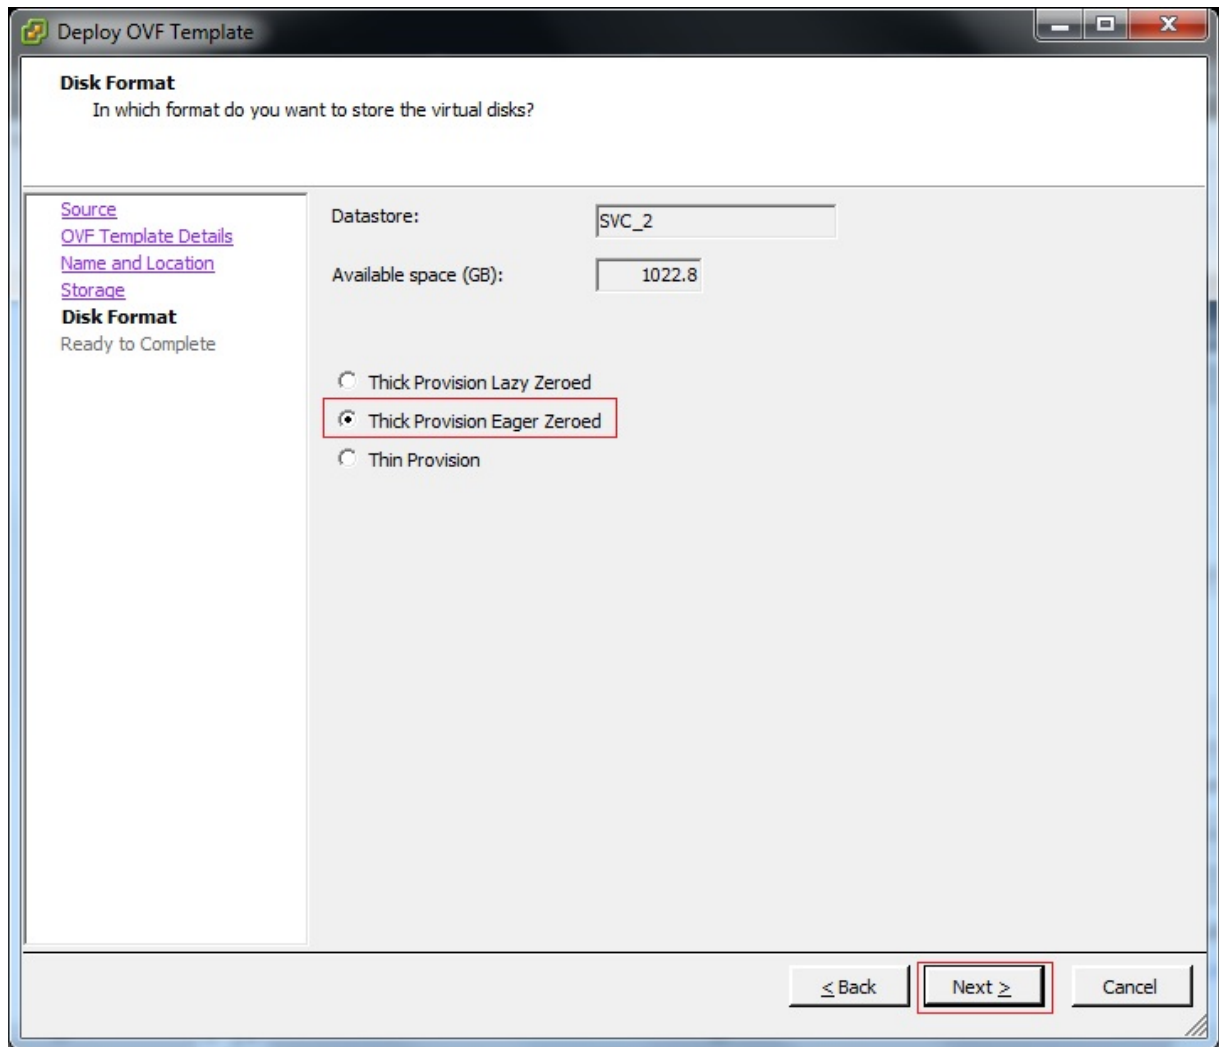 Deploy OVF Template
Disk Format
In which format do you want to store the virtual disks?
Source
OVF Template Details
Name and Location
Storage
Disk Format
Ready to Complete
Datastore: SVC_2
Available space (GB): 1022.8
Thick Provision Lazy Zeroed
Thick Provision Eager Zeroed
Thin Provision
< Back Next > Cancel